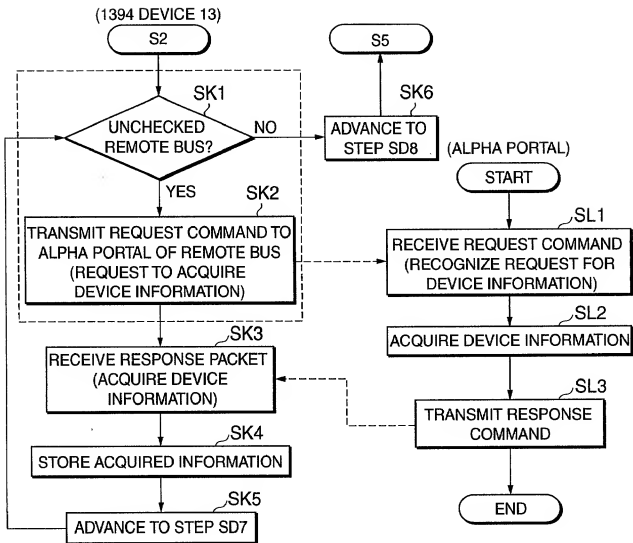 (1394 DEVICE 13)
S2
SK1
UNCHECKED
REMOTE BUS?
NO
YES
S5
SK6
ADVANCE TO
STEP SD8
SK2
TRANSMIT REQUEST COMMAND TO
ALPHA PORTAL OF REMOTE BUS
(REQUEST TO ACQUIRE
DEVICE INFORMATION)
SK3
RECEIVE RESPONSE PACKET
(ACQUIRE DEVICE
INFORMATION)
SK4
STORE ACQUIRED INFORMATION
SK5
ADVANCE TO STEP SD7
(ALPHA PORTAL)
START
SL1
RECEIVE REQUEST COMMAND
(RECOGNIZE REQUEST FOR
DEVICE INFORMATION)
SL2
ACQUIRE DEVICE INFORMATION
SL3
TRANSMIT RESPONSE
COMMAND
END